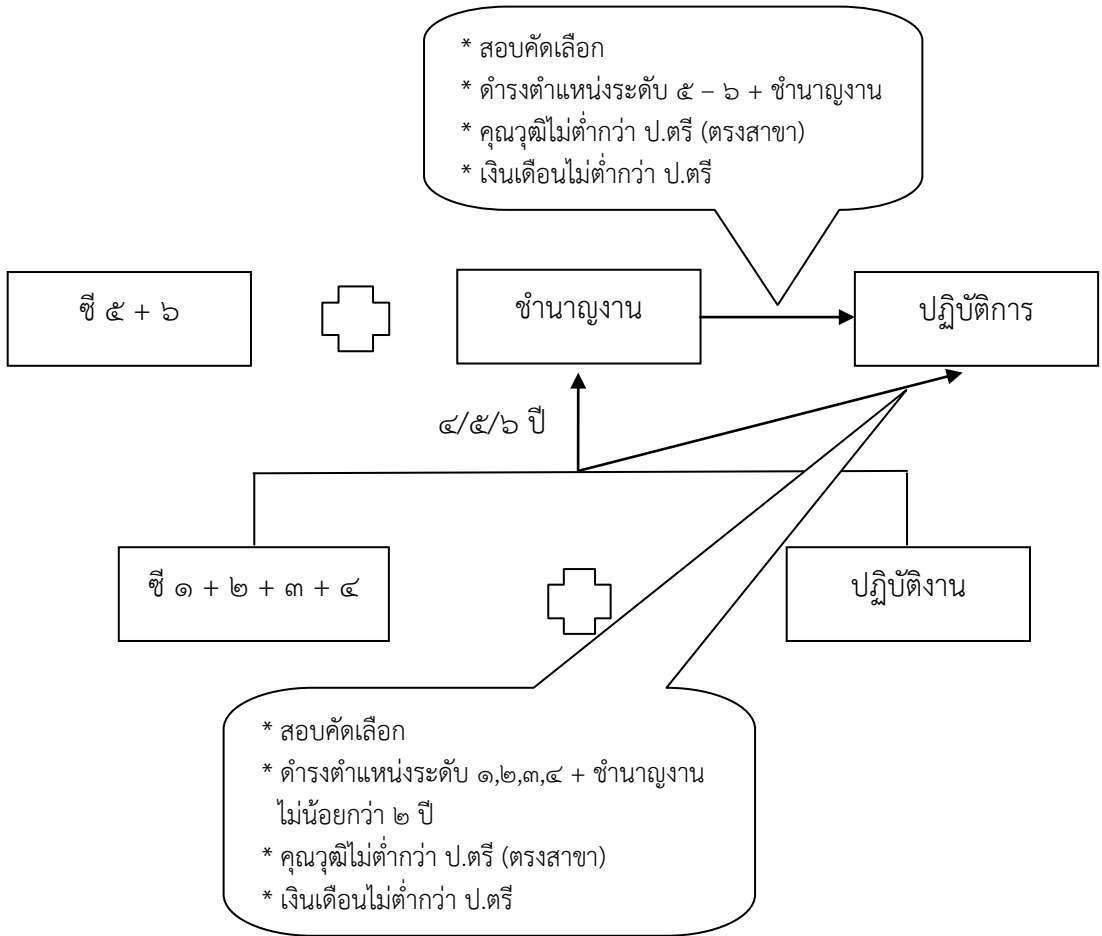 * สอบคัดเลือก
* ดำรงตำแหน่งระดับ ๕ – ๖ + ชำนาญงาน
* คุณวุฒิไม่ต่ำกว่า ป.ตรี (ตรงสาขา)
* เงินเดือนไม่ต่ำกว่า ป.ตรี
ซี ๕ + ๖
ชำนาญงาน
ปฏิบัติการ
๔/๕/๖ ปี
ซี ๑ + ๒ + ๓ + ๔
ปฏิบัติงาน
* สอบคัดเลือก
* ดำรงตำแหน่งระดับ ๑,๒,๓,๔ + ชำนาญงาน
ไม่น้อยกว่า ๒ ปี
* คุณวุฒิไม่ต่ำกว่า ป.ตรี (ตรงสาขา)
* เงินเดือนไม่ต่ำกว่า ป.ตรี